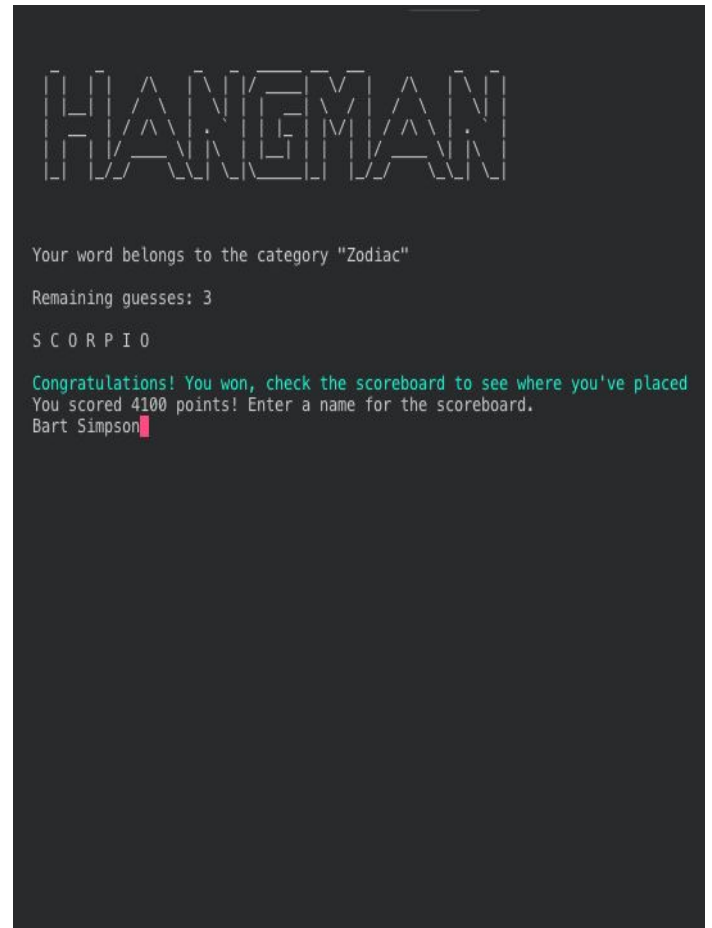 HANGMAN
Your word belongs to the category "Zodiac"
Remaining guesses: 3
S C O R P I O
Congratulations! You won, check the scoreboard to see where you've placed
You scored 4100 points! Enter a name for the scoreboard.
Bart Simpson